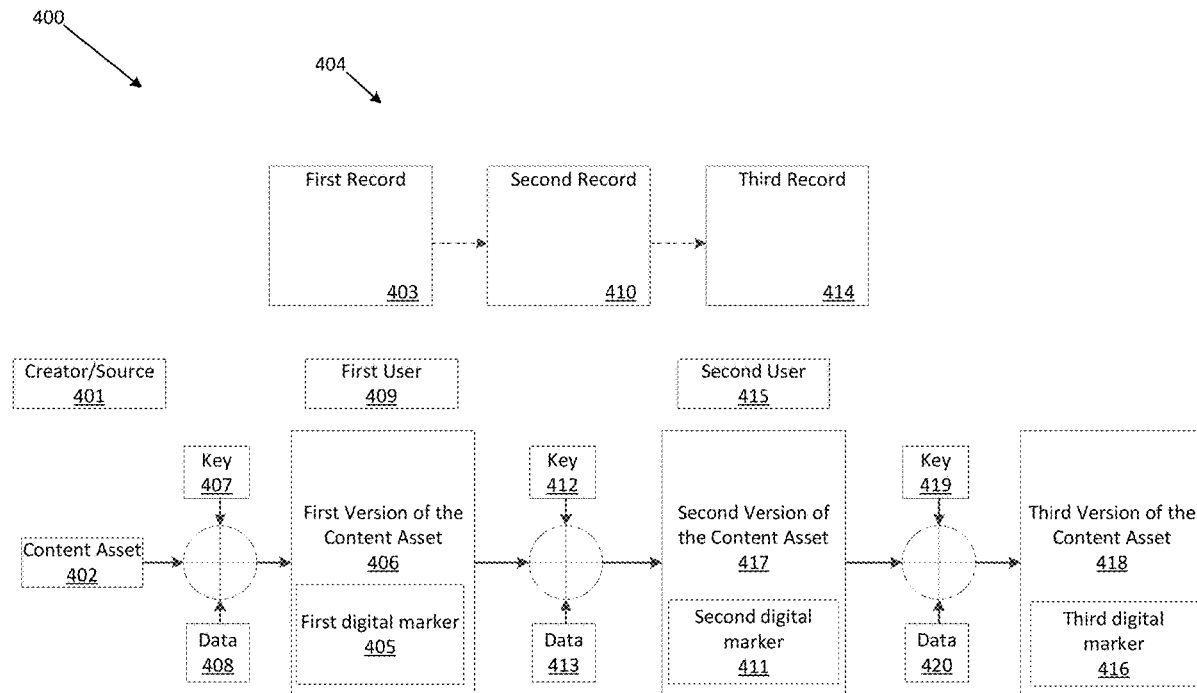 400
404
First Record
403
Second Record
410
Third Record
414
Creator/Source
401
First User
409
Second User
415
Key
407
Key
412
Key
419
Content Asset
402
First Version of the
Content Asset
406
Second Version of
the Content Asset
417
Third Version of the
Content Asset
418
Data
408
First digital marker
405
Data
413
Second digital
marker
411
Data
420
Third digital
marker
416